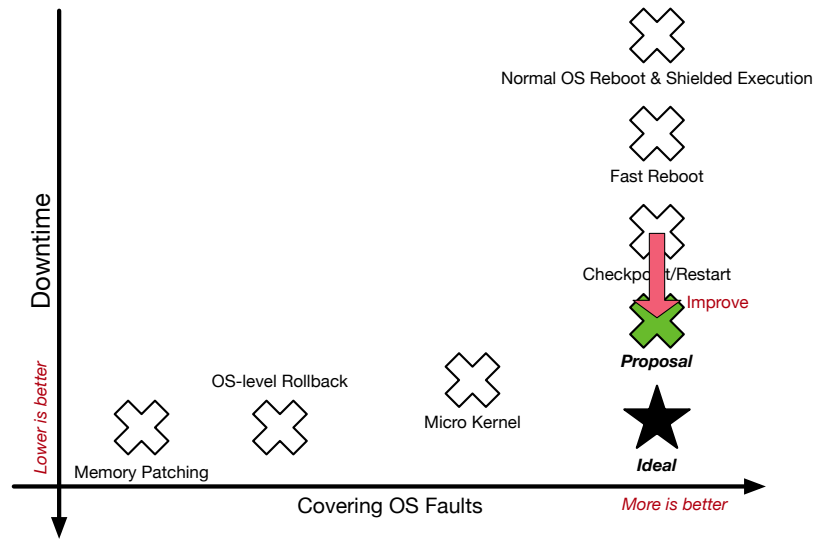 Normal OS Reboot & Shielded Execution
Fast Reboot
Checkpoint/Restart
Improve
Proposal
OS-level Rollback
Micro Kernel
Memory Patching
Ideal
Downtime
Lower is better
Covering OS Faults
More is better